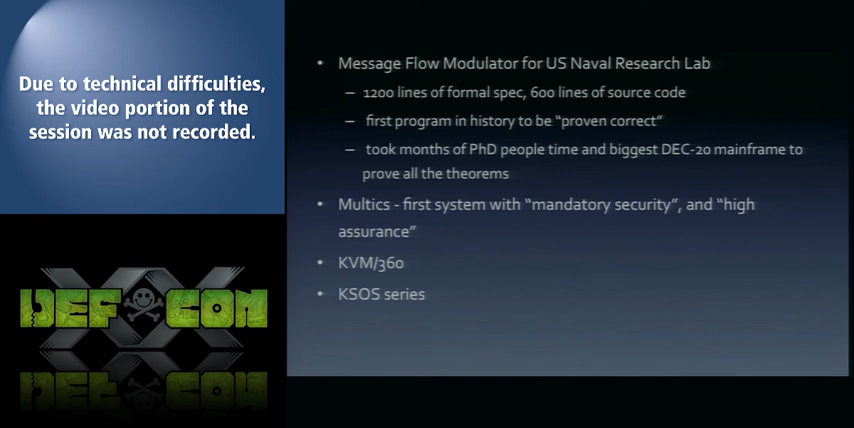 Due to technical difficulties,
the video portion of the
session was not recorded.
DEF CON
XX
• Message Flow Modulator for US Naval Research Lab
– 1200 lines of formal spec, 600 lines of source code
– first program in history to be “proven correct”
– took months of PhD people time and biggest DEC-20 mainframe to
prove all the theorems
• Multics - first system with “mandatory security”, and “high
assurance”
• KVM/360
• KSOS series